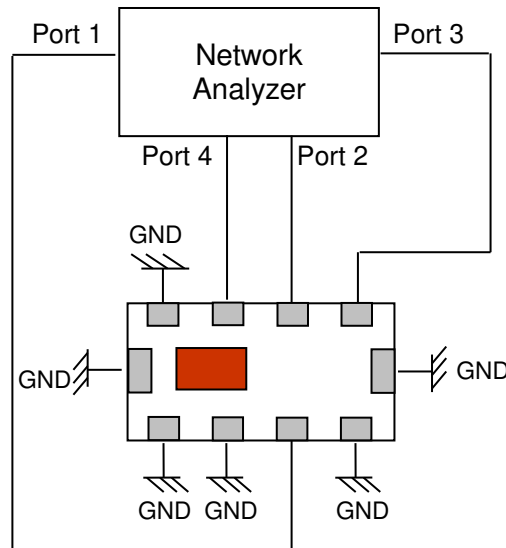 Port 1
Network
Analyzer
Port 3
Port 4
Port 2
GND
GND
GND
GND
GND
GND